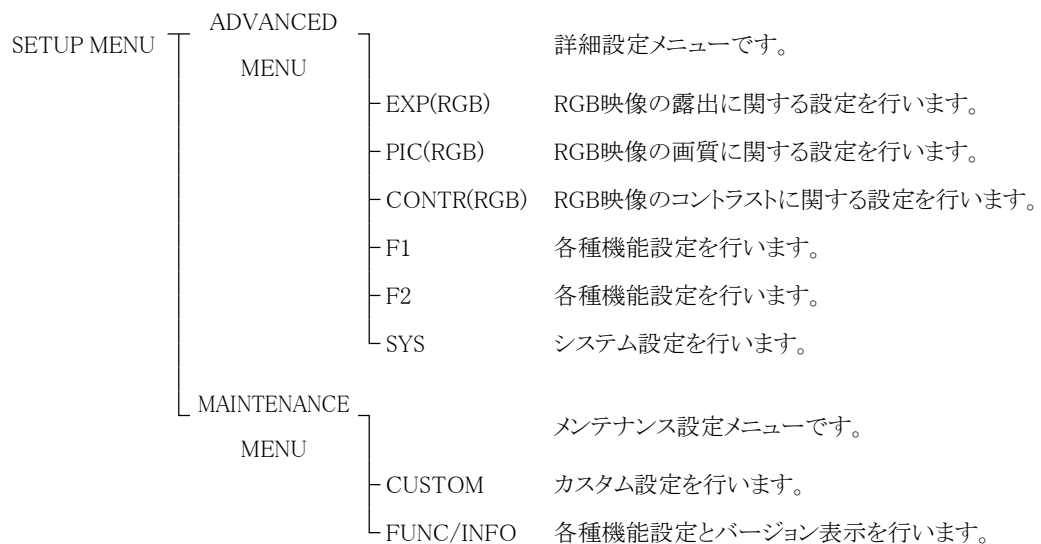 SETUP MENU ADVANCED MENU 詳細設定メニューです。
EXP(RGB) RGB映像の露出に関する設定を行います。
PIC(RGB) RGB映像の画質に関する設定を行います。
CONTR(RGB) RGB映像のコントラストに関する設定を行います。
F1 各種機能設定を行います。
F2 各種機能設定を行います。
SYS システム設定を行います。
MAINTENANCE MENU メンテナンス設定メニューです。
CUSTOM カスタム設定を行います。
FUNC/INFO 各種機能設定とバージョン表示を行います。